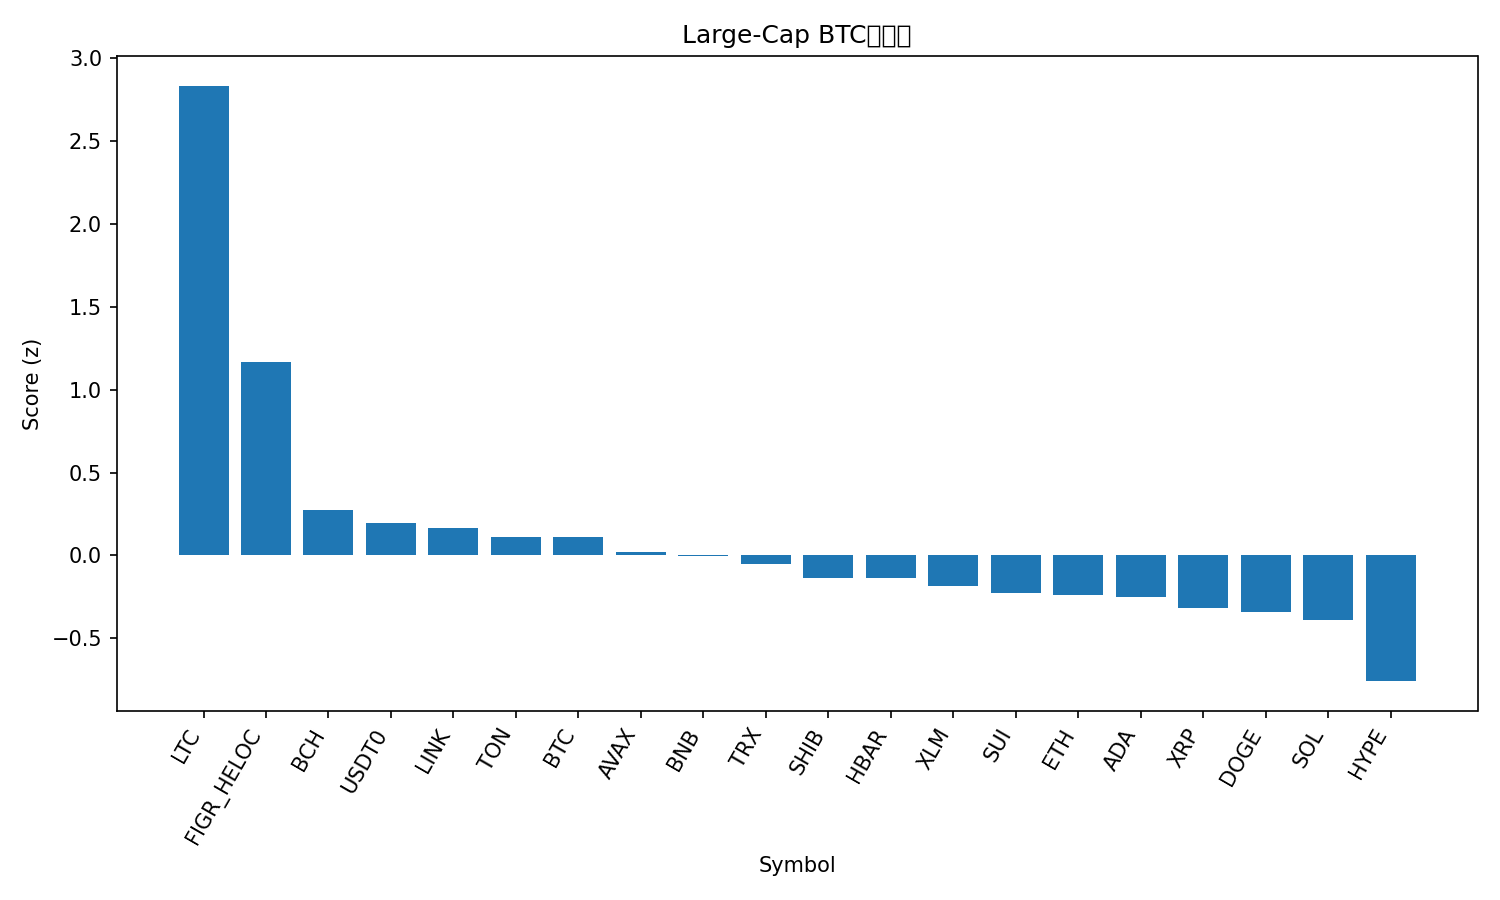 Large-Cap BTC
3.0
2.5
2.0
1.5
1.0
0.5
0.0
−0.5
Score (z)
LTC
FIGR_HELOC
BCH
USDT0
LINK
TON
BTC
AVAX
BNB
TRX
SHIB
HBAR
XLM
SUI
ETH
ADA
XRP
DOGE
SOL
HYPE
Symbol